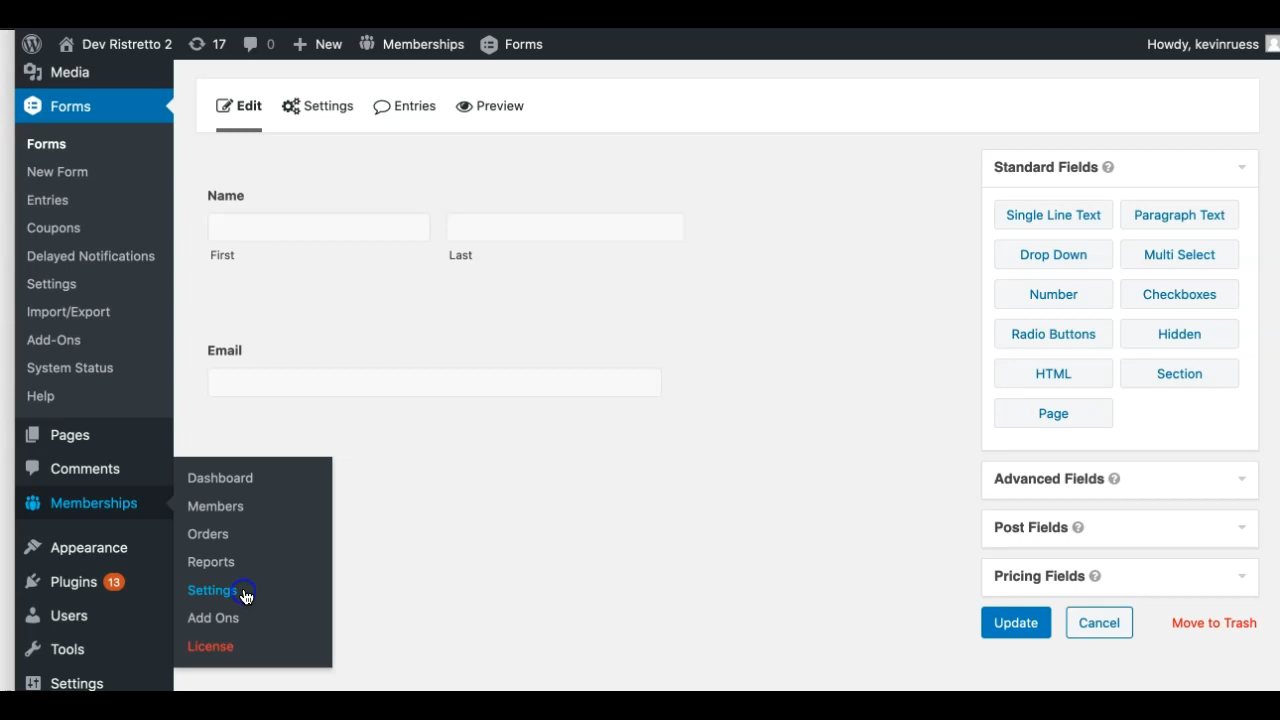 Dev Ristretto 2 17 0 New Memberships Forms Howdy, kevinruess
Media
Forms
Forms
New Form
Entries
Coupons
Delayed Notifications
Settings
Import/Export
Add-Ons
System Status
Help
Pages
Comments
Memberships
Appearance
Plugins 13
Users
Tools
Settings
Dashboard
Members
Orders
Reports
Settings
Add Ons
License
Edit Settings Entries Preview
Name
First Last
Email
Standard Fields
Single Line Text Paragraph Text
Drop Down Multi Select
Number Checkboxes
Radio Buttons Hidden
HTML Section
Page
Advanced Fields
Post Fields
Pricing Fields
Update Cancel Move to Trash